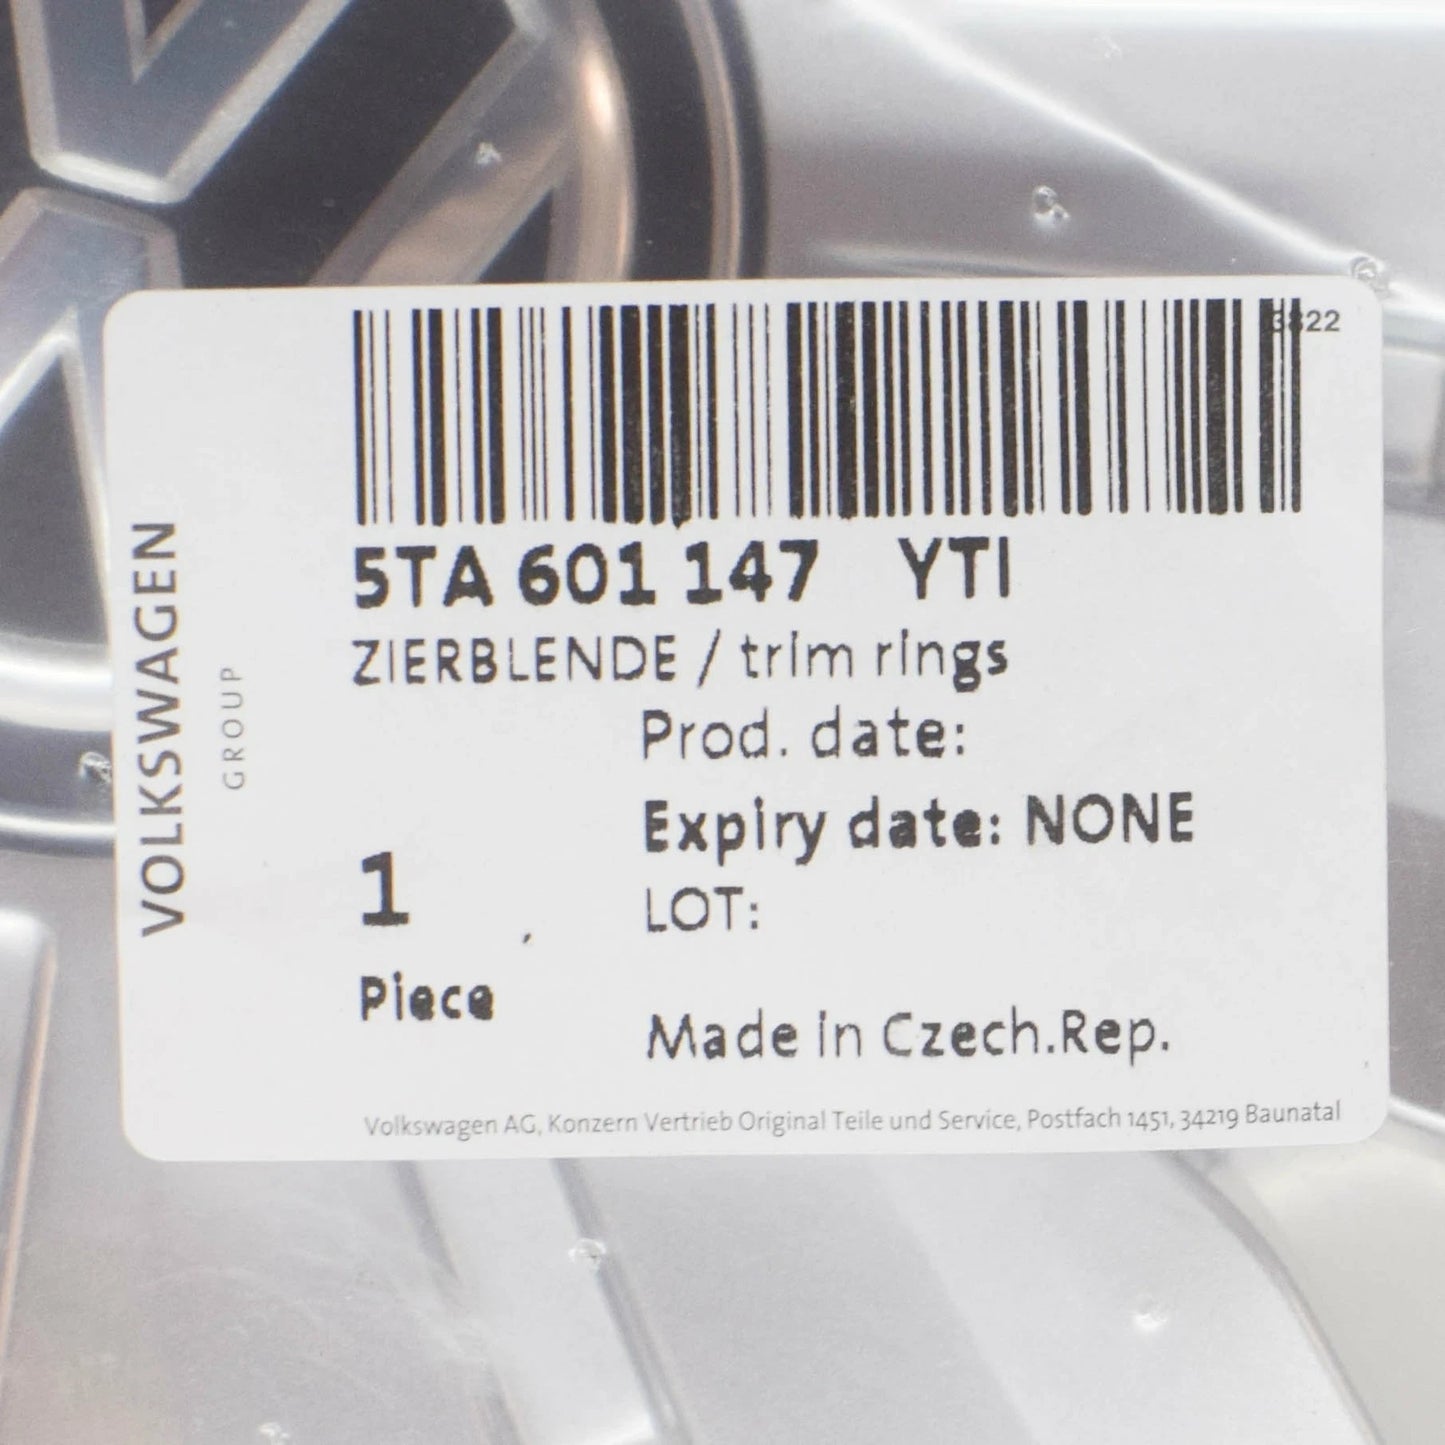 VOLKSWAGEN
GROUP
3822
5TA 601 147 YTI
ZIERBLENDE / trim rings
Prod. date:
Expiry date: NONE
1
LOT:
Piece
Made in Czech.Rep.
Volkswagen AG, Konzern Vertrieb Original Teile und Service, Postfach 1451, 34219 Baunatal